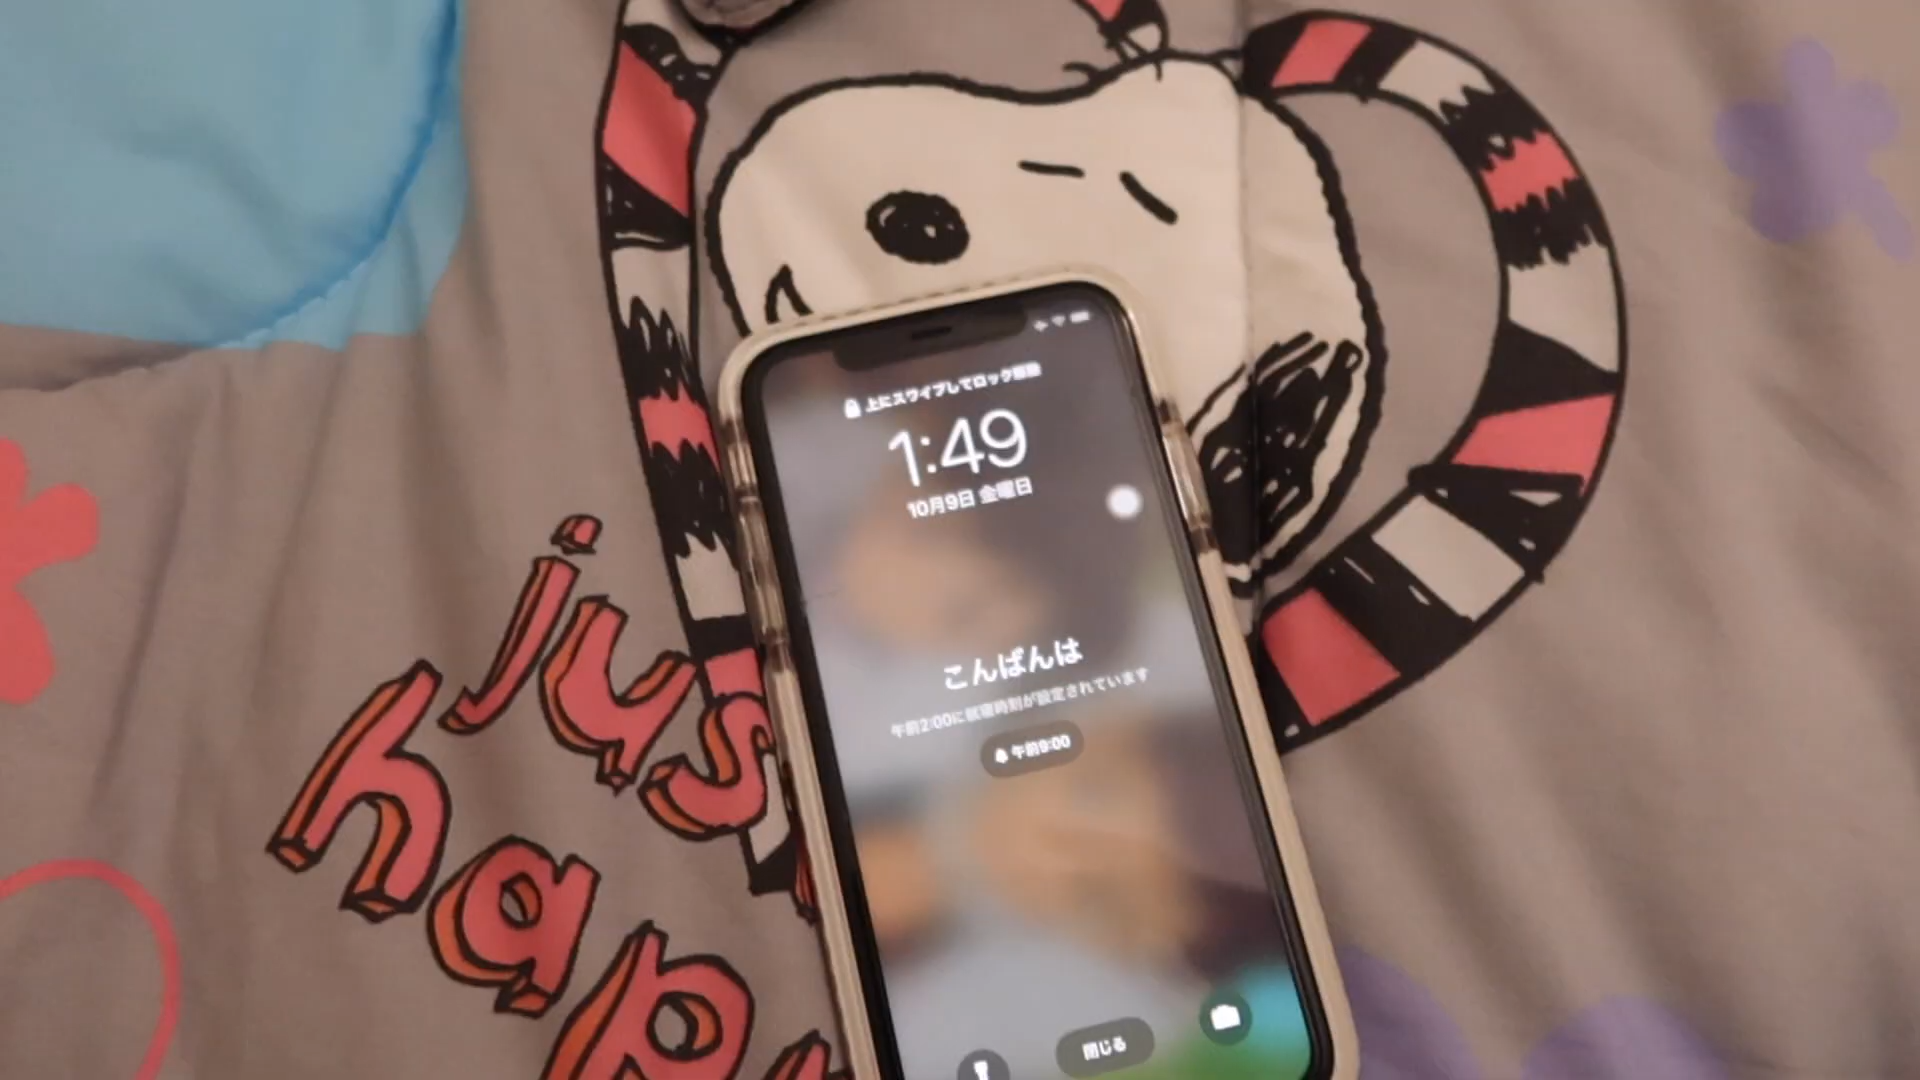 上にスワイプしてロック解除
1:49
10月9日 金曜日
こんばんは
午前2:00に就寝時刻が設定されています
午前9:00
閉じる
jus
hap